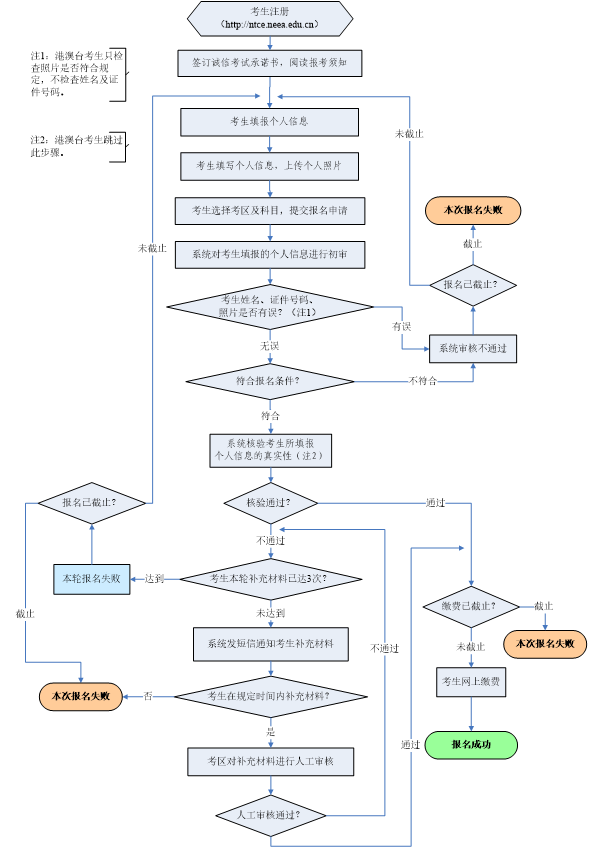 考生注册
（http://ntce.neea.edu.cn）
注1：港澳台考生只检
查照片是否符合规
定，不检查姓名及证
件号码。
签订诚信考试承诺书，阅读报考须知
考生填报个人信息
未截止
注2：港澳台考生跳过
此步骤。
考生填写个人信息，上传个人照片
考生选择考区及科目，提交报名申请
本次报名失败
未截止
系统对考生填报的个人信息进行初审
截止
报名已截止？
考生姓名、证件号码、
照片是否有误？（注1）
有误
无误
系统审核不通过
符合报名条件？
不符合
符合
系统核验考生所填报
个人信息的真实性（注2）
报名已截止？
核验通过？
通过
不通过
本轮报名失败
达到
考生本轮补充材料已达3次？
缴费已截止？
截止
截止
未达到
系统发短信通知考生补充材料
不通过
未截止
本次报名失败
考生网上缴费
本次报名失败
否
考生在规定时间内补充材料？
是
通过
报名成功
考区对补充材料进行人工审核
人工审核通过？